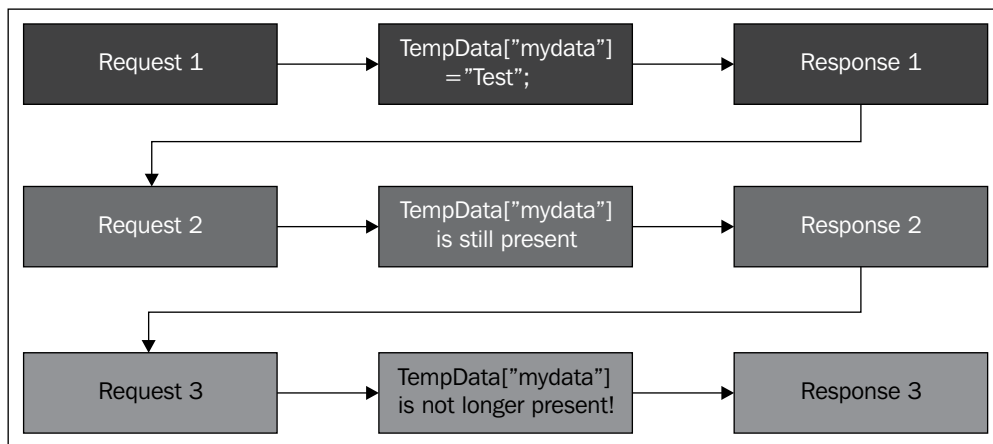 Request 1
TempData["mydata"]
="Test";
Response 1
Request 2
TempData["mydata"]
is still present
Response 2
Request 3
TempData["mydata"]
is not longer present!
Response 3